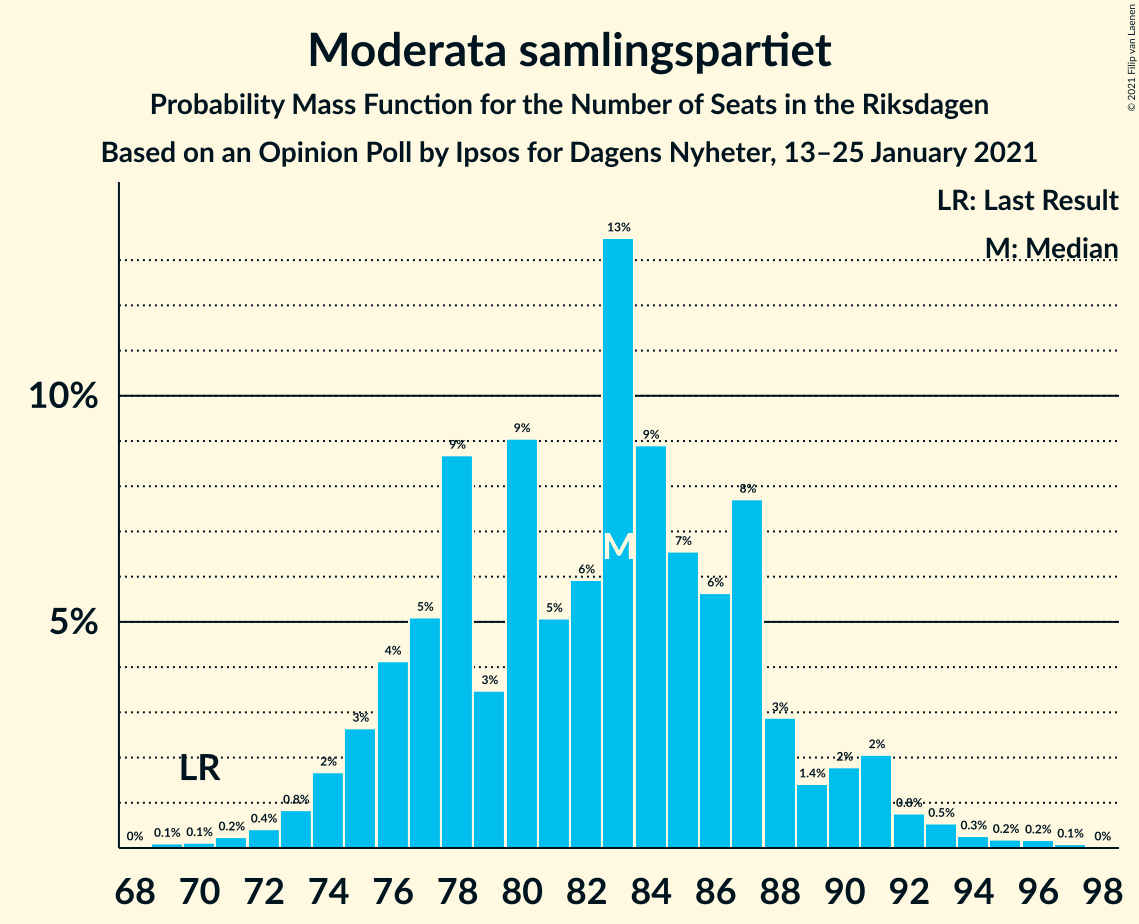 Moderata samlingspartiet
Probability Mass Function for the Number of Seats in the Riksdagen
Based on an Opinion Poll by Ipsos for Dagens Nyheter, 13–25 January 2021
© 2021 Filip van Laenen
LR: Last Result
M: Median
10%
5%
0% 0.1% 0.1% 0.2% 0.4% 0.8% 2% 3% 4% 5% 9% 3% 9% 5% 6% 13% 9% 7% 6% 8% 3% 1.4% 2% 2% 0.8% 0.5% 0.3% 0.2% 0.2% 0.1% 0%
M
LR
68 70 72 74 76 78 80 82 84 86 88 90 92 94 96 98